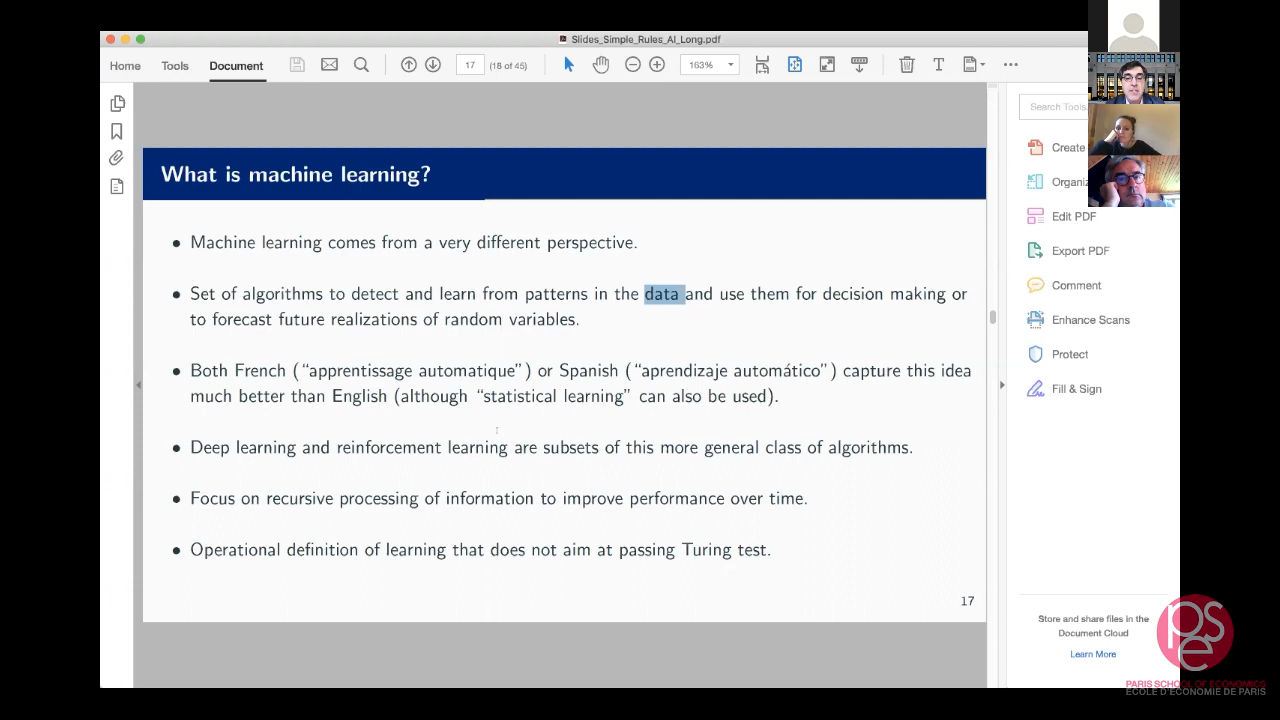 Slides_Simple_Rules_AI_Long.pdf
Home Tools Document 17 (18 of 45) 163%
Search Tools
Create
Organiz
Edit PDF
Export PDF
Comment
Enhance Scans
Protect
Fill & Sign
What is machine learning?
• Machine learning comes from a very different perspective.
• Set of algorithms to detect and learn from patterns in the data and use them for decision making or
to forecast future realizations of random variables.
• Both French (“apprentissage automatique”) or Spanish (“aprendizaje automático”) capture this idea
much better than English (although “statistical learning” can also be used).
• Deep learning and reinforcement learning are subsets of this more general class of algorithms.
• Focus on recursive processing of information to improve performance over time.
• Operational definition of learning that does not aim at passing Turing test.
17
Store and share files in the
Document Cloud
Learn More
pse
PARIS SCHOOL OF ECONOMICS
ECOLE D'ECONOMIE DE PARIS